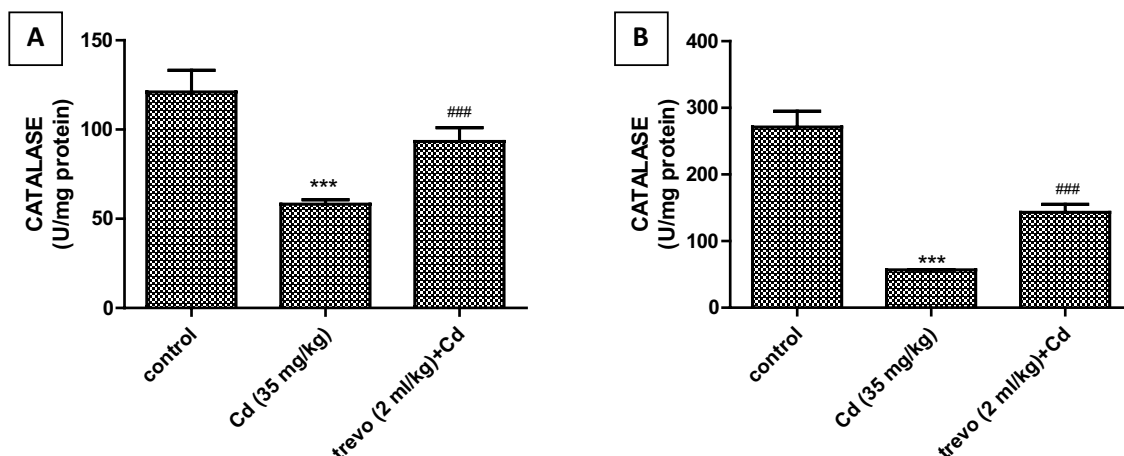 A
CATALASE
(U/mg protein)
150
100
50
0
***
###
control
Cd (35 mg/kg)
trevo (2 ml/kg)+Cd
B
CATALASE
(U/mg protein)
400
300
200
100
0
***
###
control
Cd (35 mg/kg)
trevo (2 ml/kg)+Cd